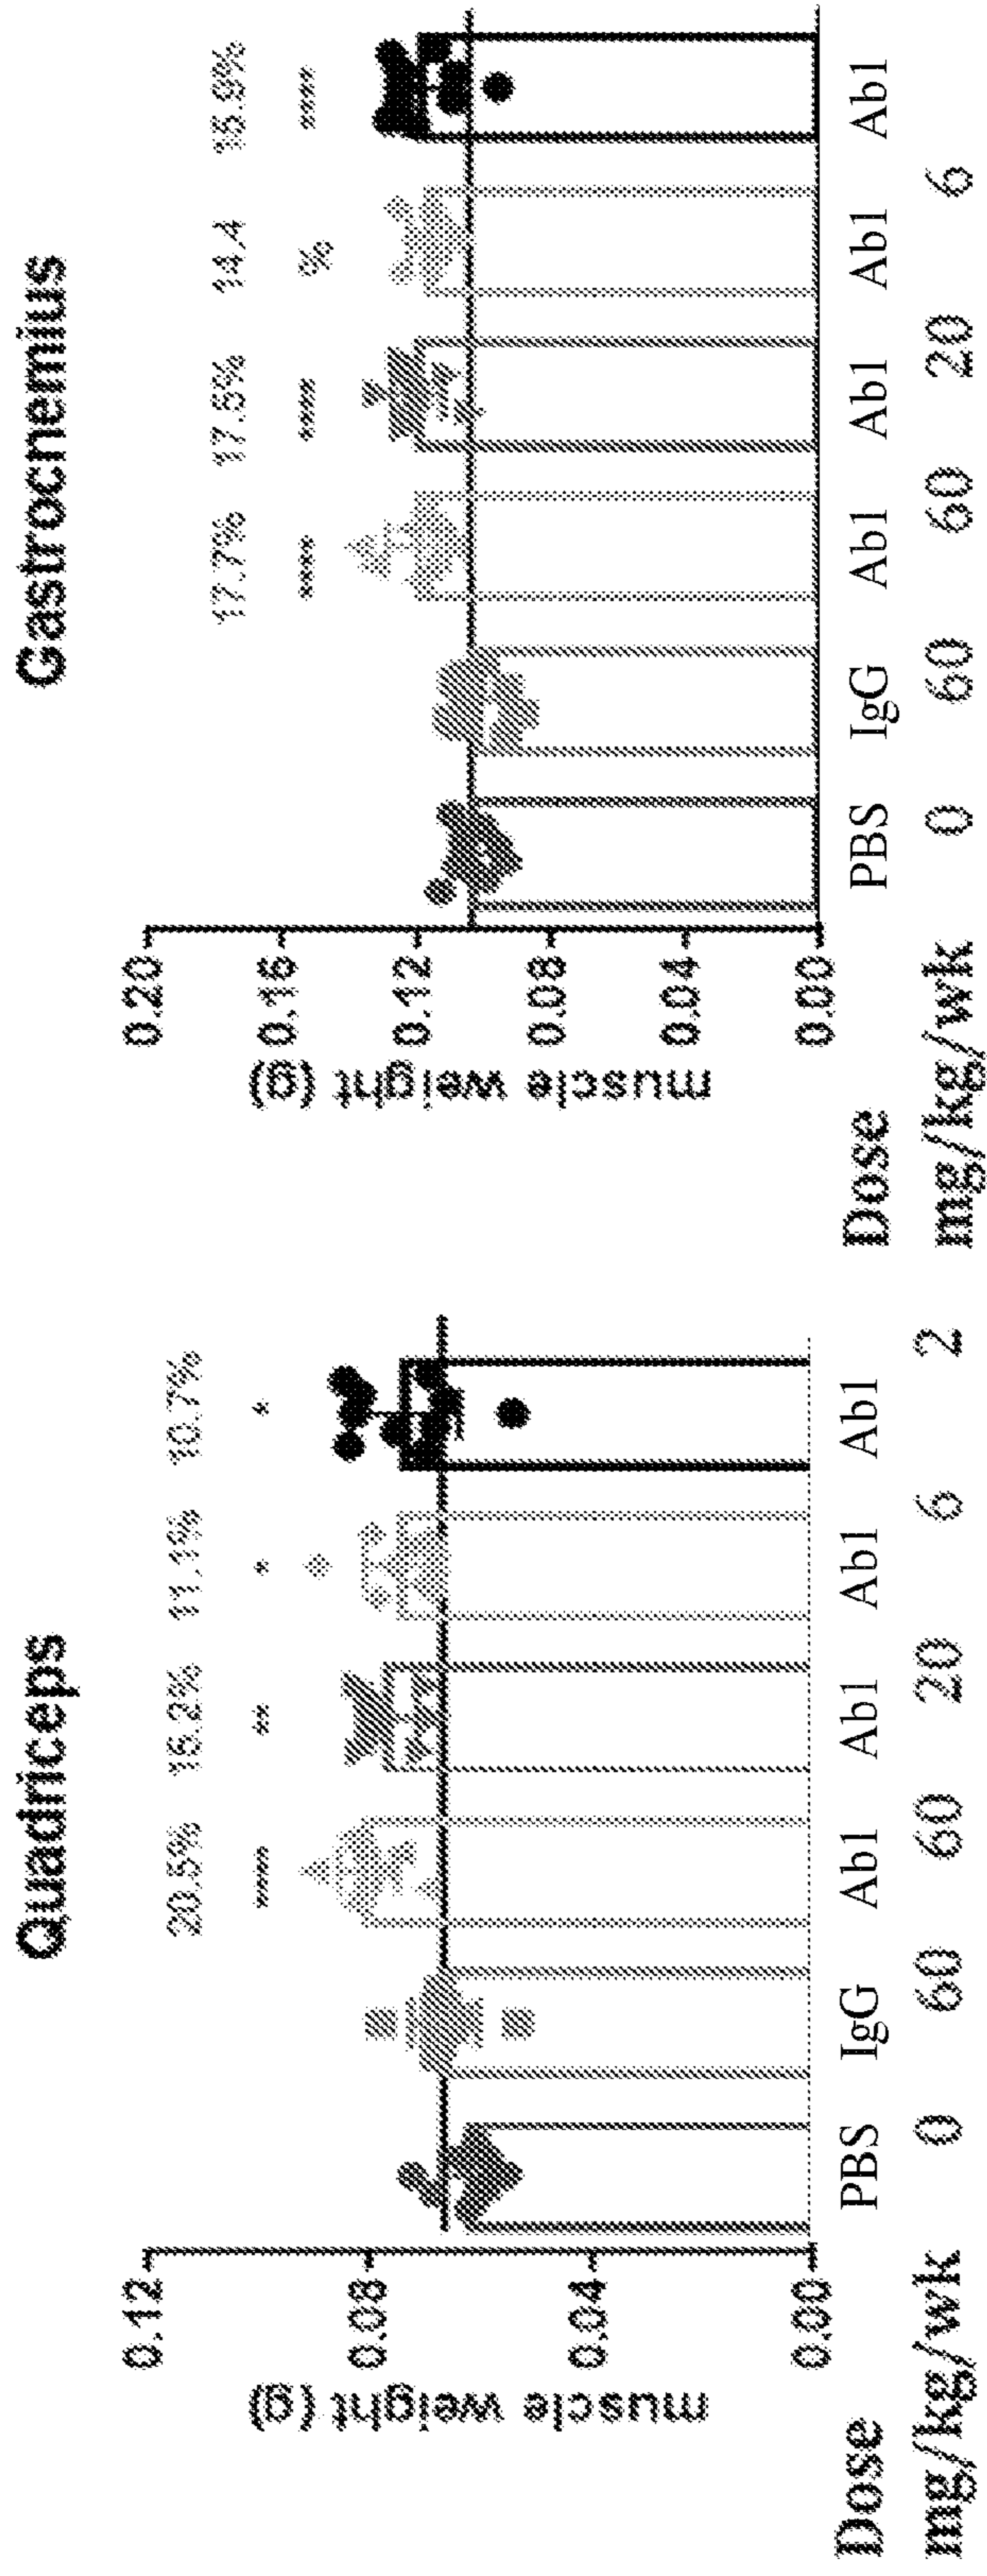 Quadriceps
20.5% 15.2% 11.1% 10.7%
**** ** * *
muscle weight (g)
0.12
0.08
0.04
0.00
PBS IgG Ab1 Ab1 Ab1 Ab1
Dose
mg/kg/wk 0 60 60 20 6 2
Gastrocnemius
17.7% 17.5% 14.4 15.9%
**** **** % ****
muscle weight (g)
0.20
0.16
0.12
0.08
0.04
0.00
PBS IgG Ab1 Ab1 Ab1 Ab1
Dose
mg/kg/wk 0 60 60 20 6